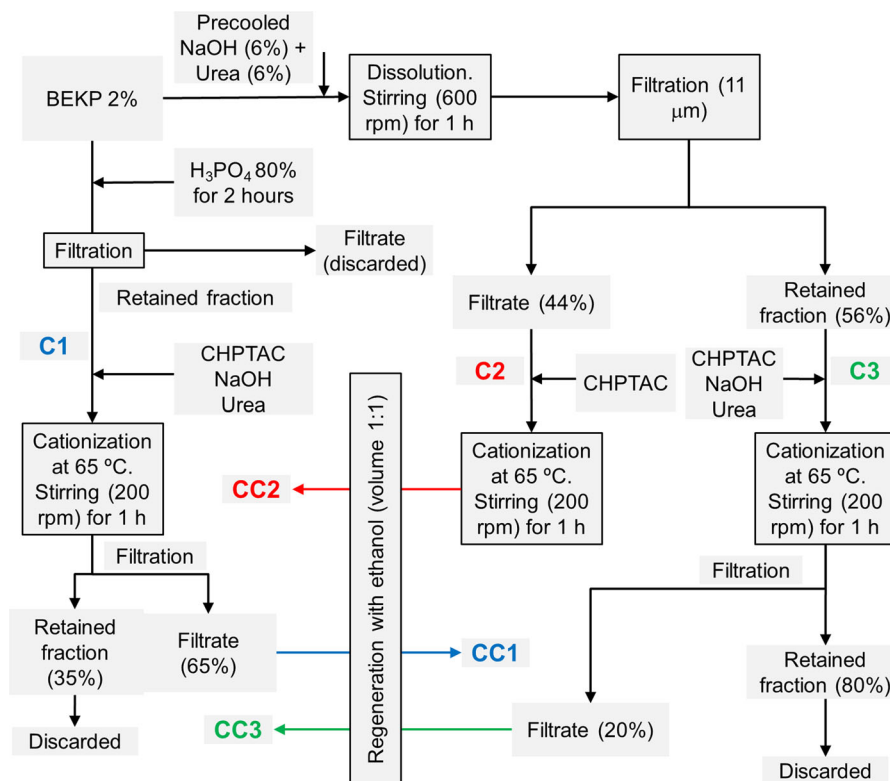 Precooled
NaOH (6%) +
Urea (6%)
BEKP 2%
Dissolution.
Stirring (600
rpm) for 1 h
Filtration (11
μm)
H₃PO₄ 80%
for 2 hours
Filtration
Filtrate
(discarded)
Retained fraction
Filtrate (44%)
Retained
fraction (56%)
C1
CHPTAC
NaOH
Urea
C2
CHPTAC
CHPTAC
NaOH
Urea
C3
Cationization
at 65 ºC.
Stirring (200
rpm) for 1 h
Regeneration with ethanol (volume 1:1)
Cationization
at 65 ºC.
Stirring (200
rpm) for 1 h
Cationization
at 65 ºC.
Stirring (200
rpm) for 1 h
CC2
Filtration
Filtration
Retained
fraction
(35%)
Filtrate
(65%)
CC1
Retained
fraction (80%)
CC3
Filtrate (20%)
Discarded
Discarded